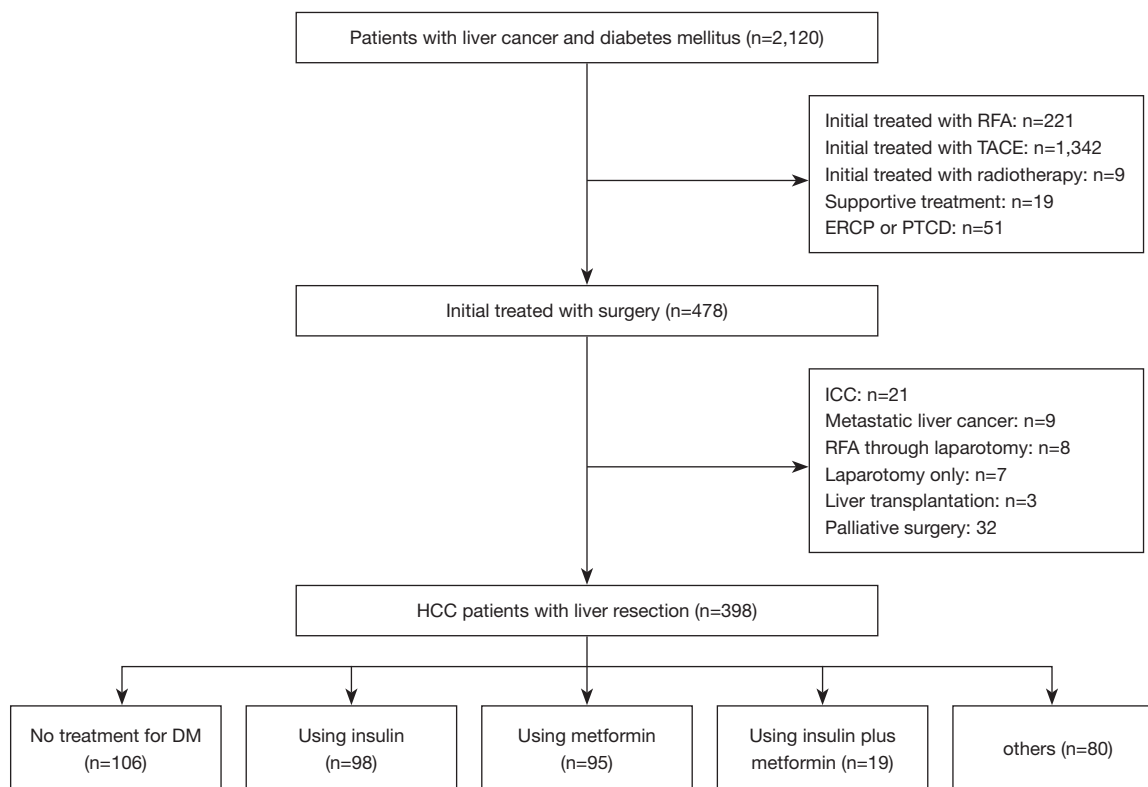 Patients with liver cancer and diabetes mellitus (n=2,120)
Initial treated with RFA: n=221
Initial treated with TACE: n=1,342
Initial treated with radiotherapy: n=9
Supportive treatment: n=19
ERCP or PTCD: n=51
Initial treated with surgery (n=478)
ICC: n=21
Metastatic liver cancer: n=9
RFA through laparotomy: n=8
Laparotomy only: n=7
Liver transplantation: n=3
Palliative surgery: 32
HCC patients with liver resection (n=398)
No treatment for DM
(n=106)
Using insulin
(n=98)
Using metformin
(n=95)
Using insulin plus
metformin (n=19)
others (n=80)